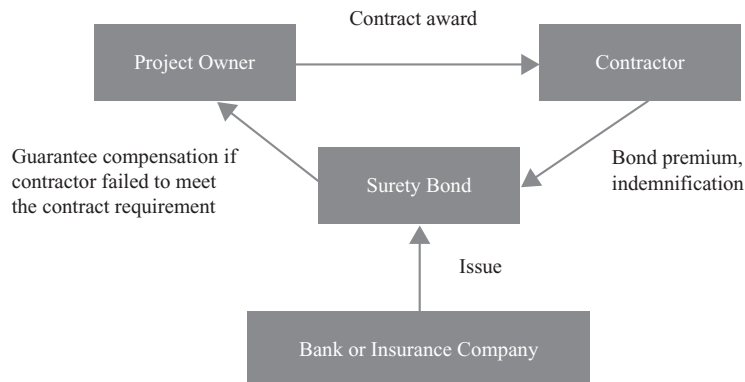 Contract award
Project Owner
Contractor
Guarantee compensation if
contractor failed to meet
the contract requirement
Surety Bond
Bond premium,
indemnification
Issue
Bank or Insurance Company